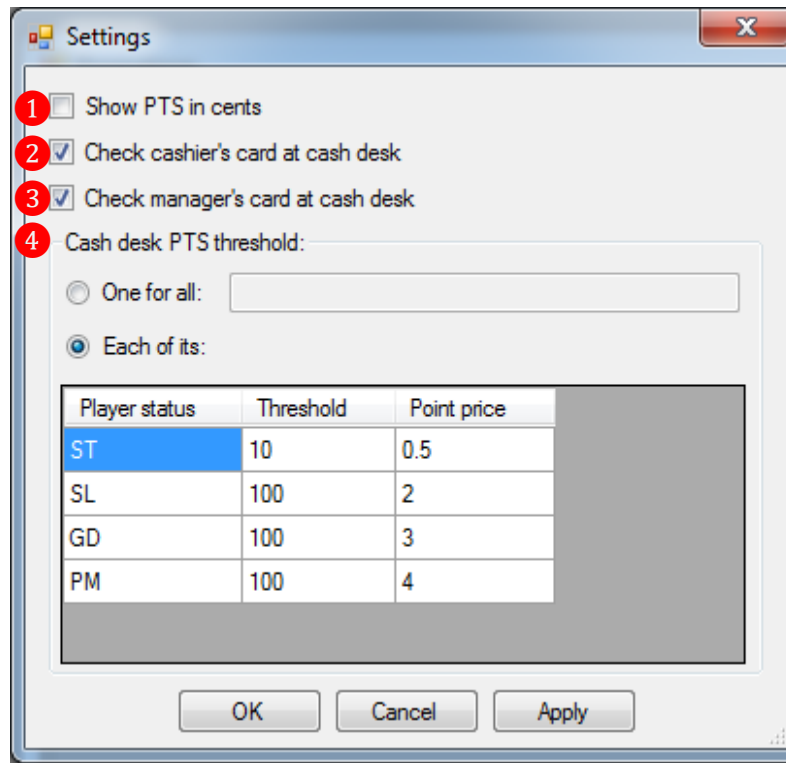 Settings
1 Show PTS in cents
2 Check cashier's card at cash desk
3 Check manager's card at cash desk
4 Cash desk PTS threshold:
One for all:
Each of its:
Player status Threshold Point price
ST 10 0.5
SL 100 2
GD 100 3
PM 100 4
OK Cancel Apply